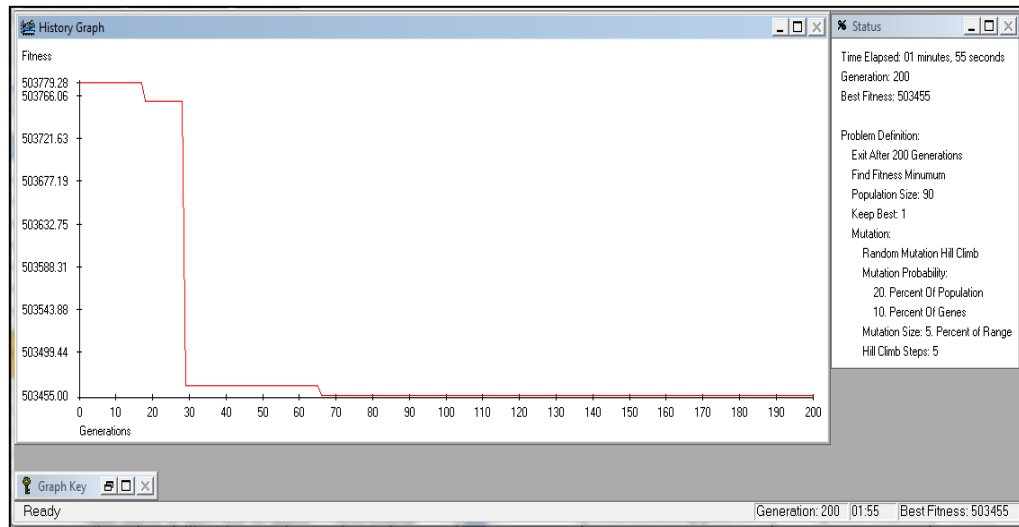 History Graph
Fitness
503779.28
503766.06
503721.63
503677.19
503632.75
503588.31
503543.88
503499.44
503455.00
0 10 20 30 40 50 60 70 80 90 100 110 120 130 140 150 160 170 180 190 200
Generations
% Status
Time Elapsed: 01 minutes, 55 seconds
Generation: 200
Best Fitness: 503455
Problem Definition:
Exit After 200 Generations
Find Fitness Minumum
Population Size: 90
Keep Best: 1
Mutation:
Random Mutation Hill Climb
Mutation Probability:
20. Percent Of Population
10. Percent Of Genes
Mutation Size: 5. Percent of Range
Hill Climb Steps: 5
Graph Key
Ready
Generation: 200 01:55 Best Fitness: 503455